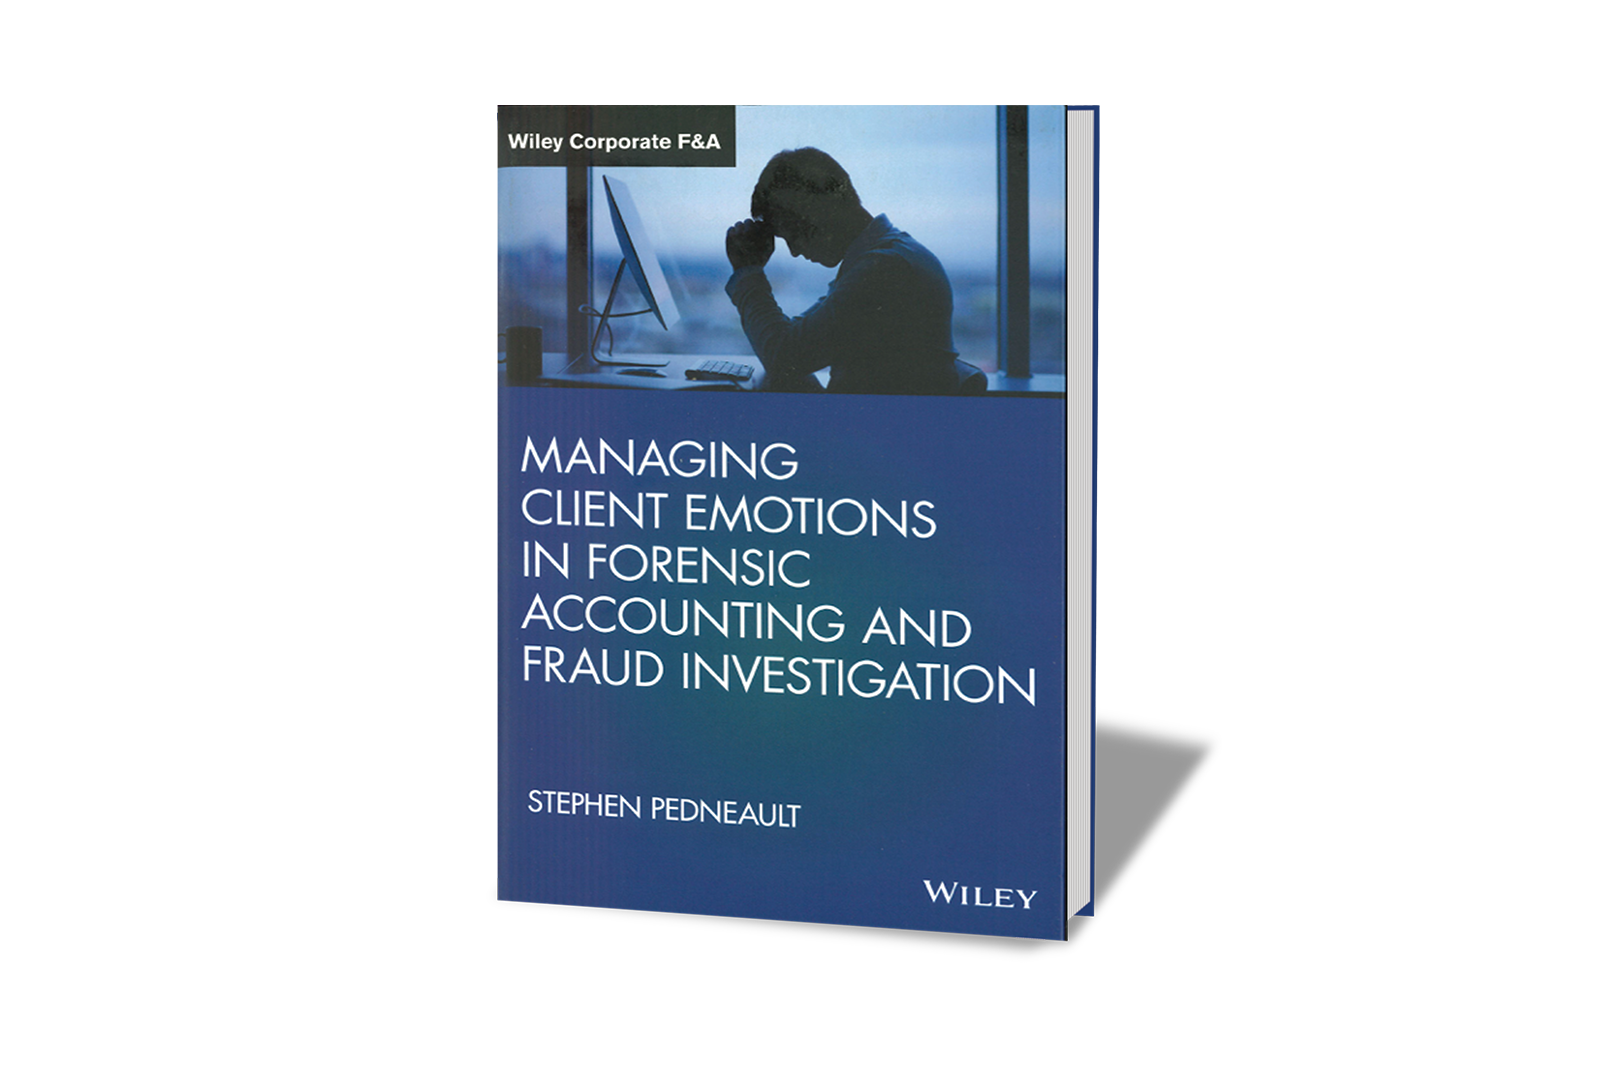 Wiley Corporate F&A
MANAGING
CLIENT EMOTIONS
IN FORENSIC
ACCOUNTING AND
FRAUD INVESTIGATION
STEPHEN PEDNEAULT
WILEY